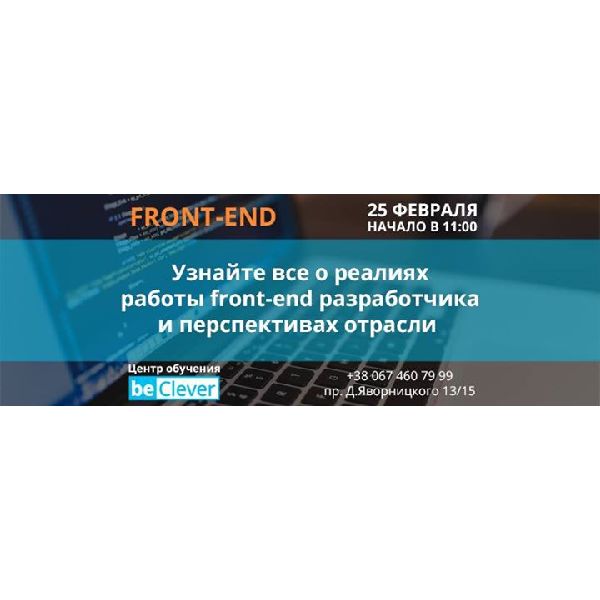 FRONT-END
25 ФЕВРАЛЯ
НАЧАЛО В 11:00
Узнайте все о реалиях
работы front-end разработчика
и перспективах отрасли
Центр обучения
beClever
+38 067 460 79 99
пр. Д.Яворницкого 13/15